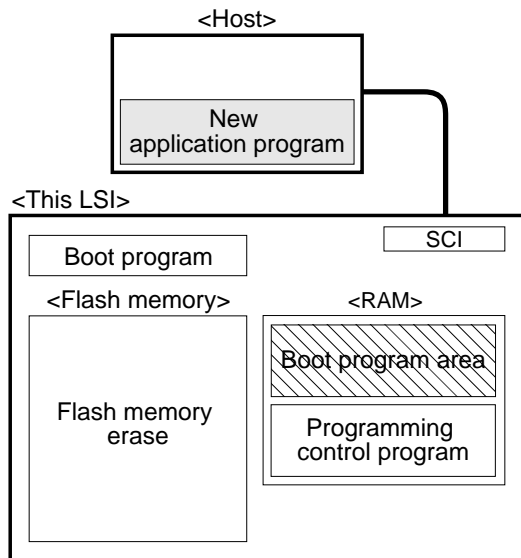 <Host>
New
application program
<This LSI>
SCI
Boot program
<Flash memory>
<RAM>
Boot program area
Flash memory
erase
Programming
control program